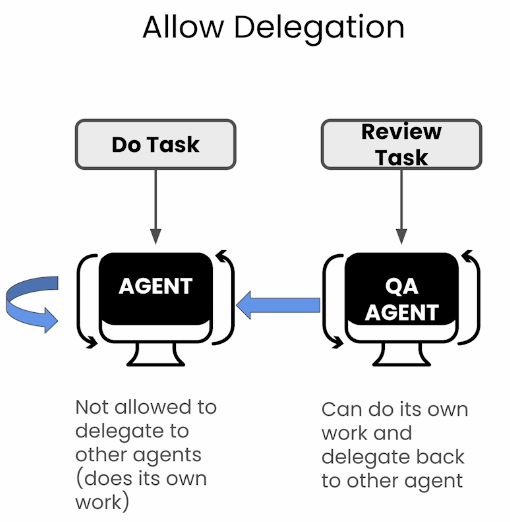 Allow Delegation
Do Task
Review
Task
AGENT
QA
AGENT
Not allowed to
delegate to
other agents
(does its own
work)
Can do its own
work and
delegate back
to other agent